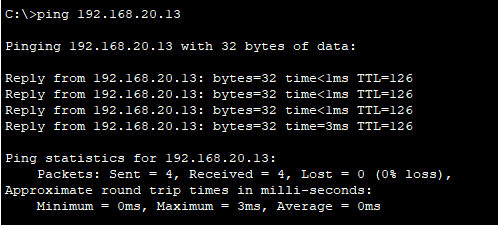 C:\>ping 192.168.20.13
Pinging 192.168.20.13 with 32 bytes of data:
Reply from 192.168.20.13: bytes=32 time<1ms TTL=126
Reply from 192.168.20.13: bytes=32 time<1ms TTL=126
Reply from 192.168.20.13: bytes=32 time<1ms TTL=126
Reply from 192.168.20.13: bytes=32 time=3ms TTL=126
Ping statistics for 192.168.20.13:
Packets: Sent = 4, Received = 4, Lost = 0 (0% loss),
Approximate round trip times in milli-seconds:
Minimum = 0ms, Maximum = 3ms, Average = 0ms